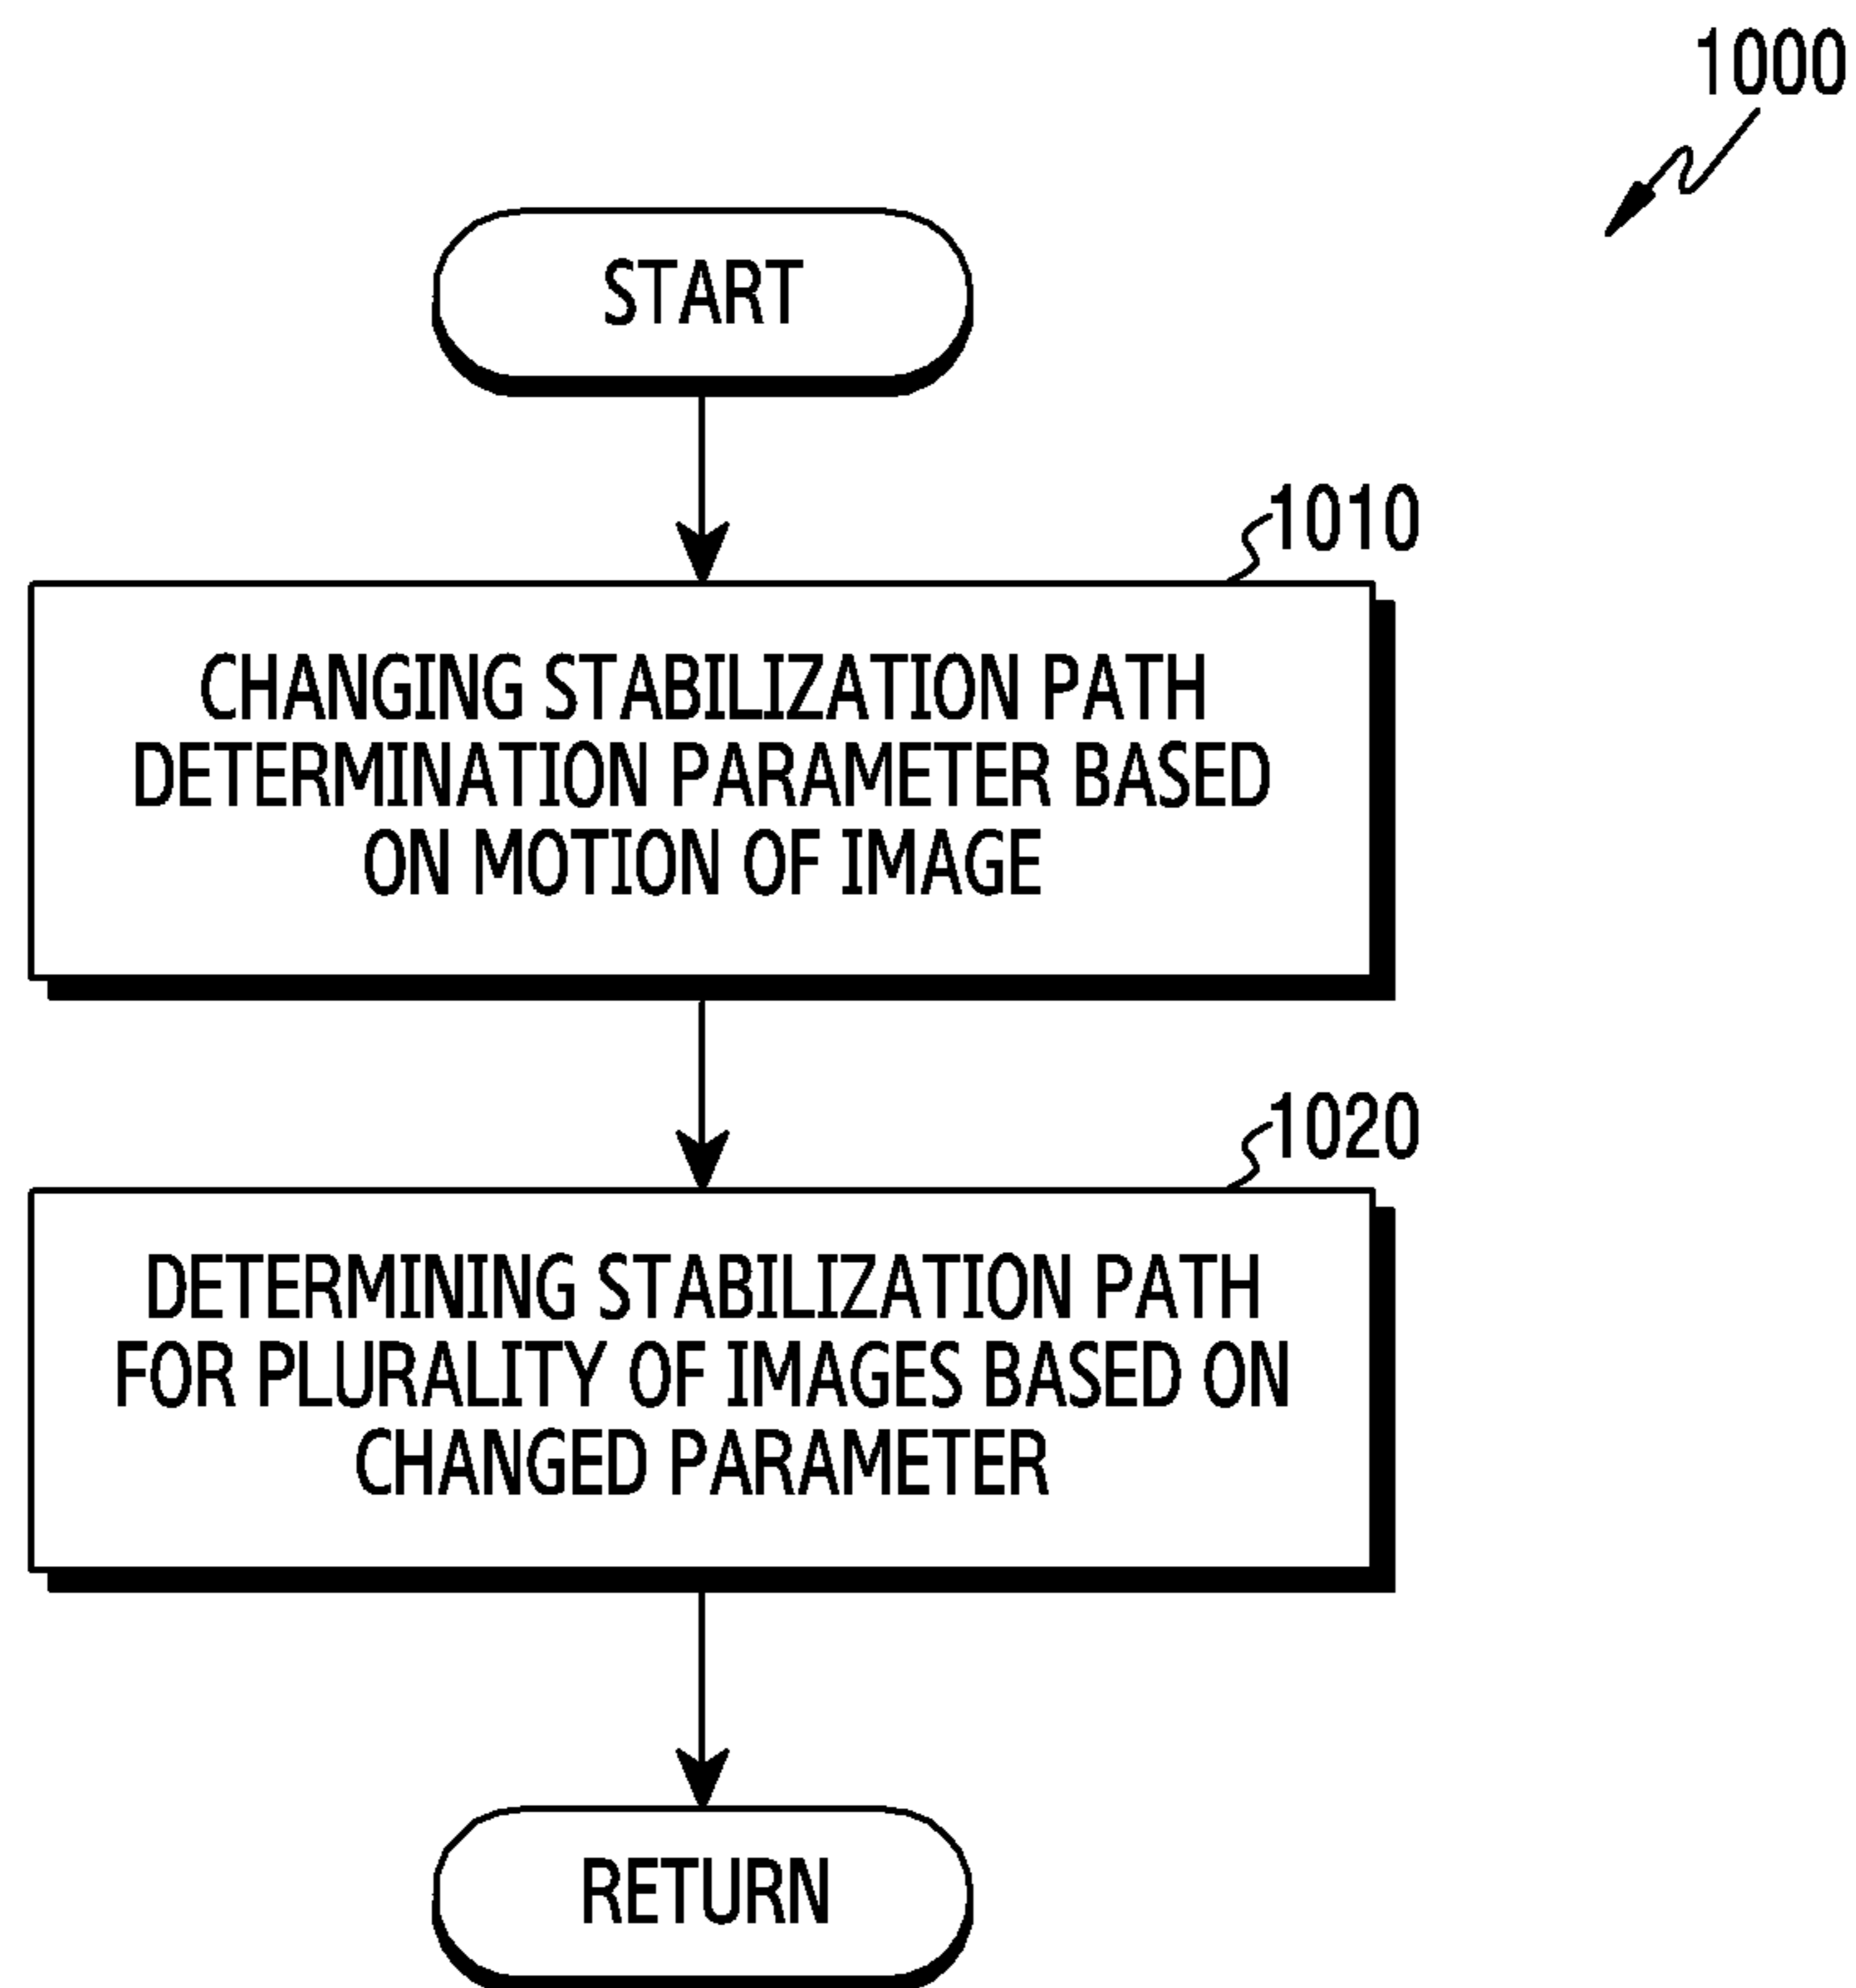 1000
START
1010
CHANGING STABILIZATION PATH
DETERMINATION PARAMETER BASED
ON MOTION OF IMAGE
1020
DETERMINING STABILIZATION PATH
FOR PLURALITY OF IMAGES BASED ON
CHANGED PARAMETER
RETURN